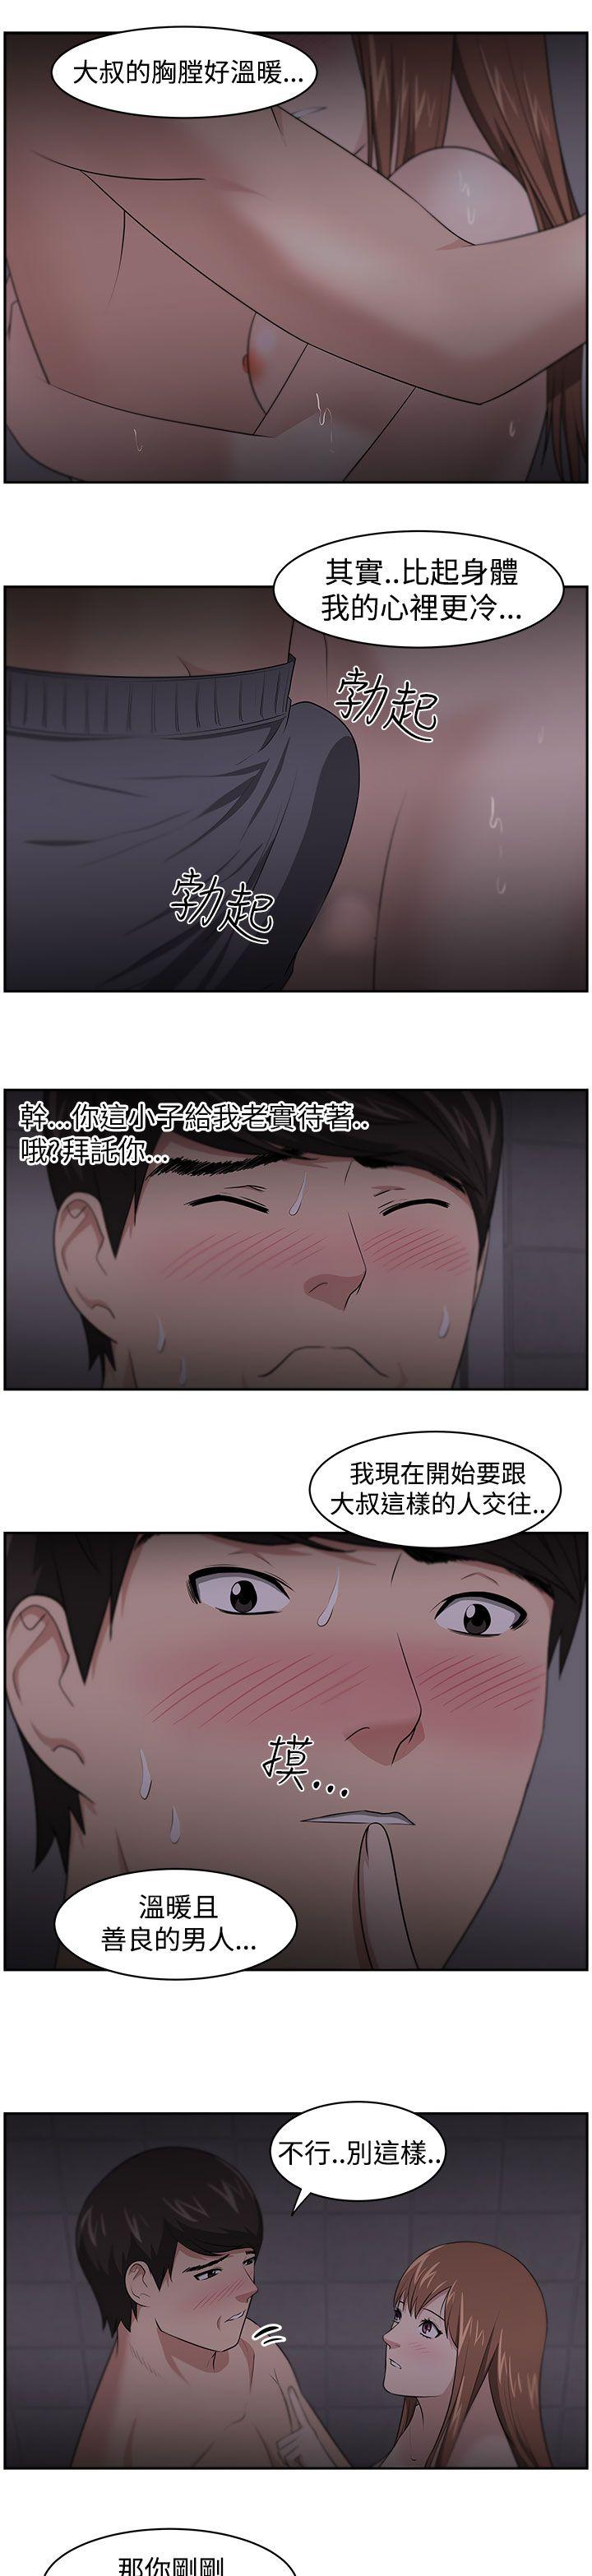 大叔的胸膛好溫暖...
其實..比起身體
我的心裡更冷...
勃起
勃起
幹...你這小子給我老實待著..
哦?拜託你...
我現在開始要跟
大叔這樣的人交往..
摸...
溫暖且
善良的男人...
不行..別這樣..
那你剛剛